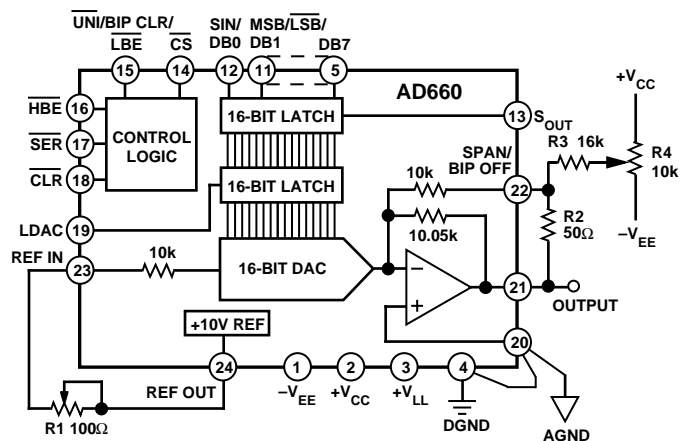 UNI/BIP CLR/
LBE
CS
SIN/
DB0
MSB/LSB/
DB1
DB7
15
14
12
11
5
AD660
HBE
16
SER
17
CLR
18
CONTROL
LOGIC
16-BIT LATCH
13
SOUT
+VCC
R3 16k
R4
10k
SPAN/
BIP OFF
22
10k
LDAC
19
16-BIT LATCH
10.05k
R2
50Ω
–VEE
REF IN
23
10k
16-BIT DAC
–
+
21
OUTPUT
+10V REF
20
24
1
2
3
4
REF OUT
–VEE
+VCC
+VLL
DGND
AGND
R1 100Ω